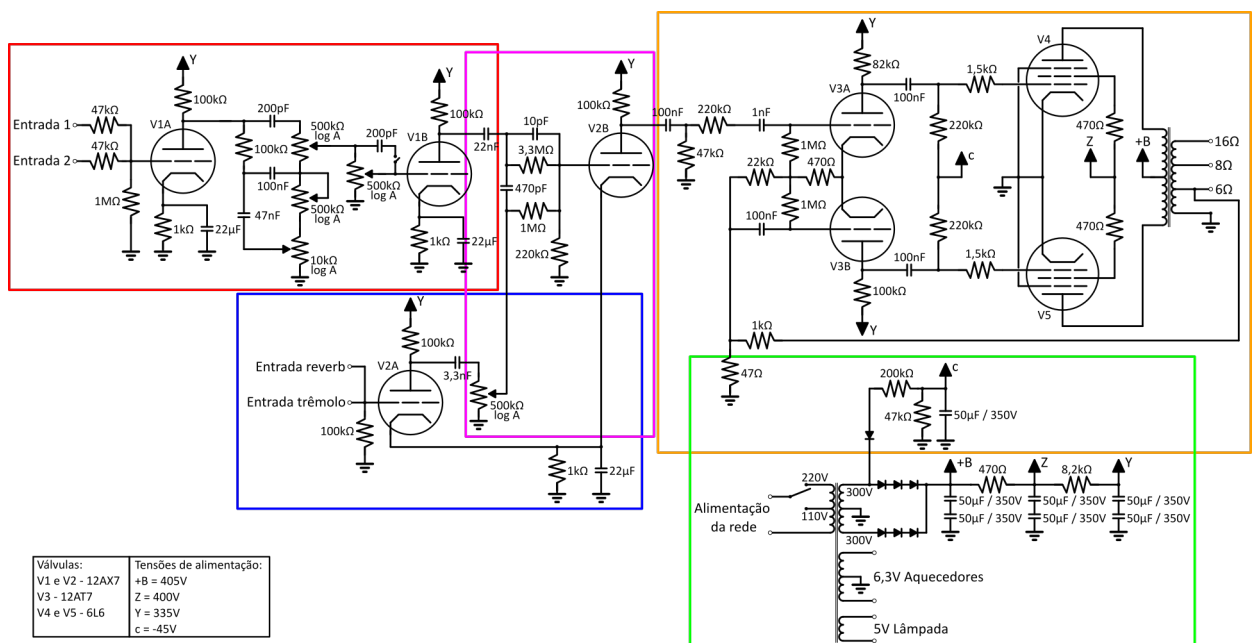 Y
100kΩ
47kΩ
Entrada 1
V1A
47kΩ
Entrada 2
1MΩ
1kΩ
22µF
200pF
500kΩ
log A
100kΩ
100nF
47nF
500kΩ
log A
10kΩ
log A
200pF
500kΩ
log A
Y
100kΩ
V1B
22nF
1kΩ
22µF
10pF
3,3MΩ
470pF
1MΩ
220kΩ
Y
100kΩ
V2B
100nF
220kΩ
47kΩ
1nF
Y
82kΩ
V3A
100nF
1,5kΩ
V4
1MΩ
22kΩ
470Ω
1MΩ
100nF
220kΩ
c
220kΩ
470Ω
Z
+B
16Ω
8Ω
6Ω
470Ω
V3B
100nF
1,5kΩ
100kΩ
Y
V5
1kΩ
47Ω
Y
100kΩ
V2A
Entrada reverb
Entrada trêmolo
3,3nF
500kΩ
log A
100kΩ
1kΩ
22µF
200kΩ
c
47kΩ
50µF / 350V
220V
110V
Alimentação
da rede
300V
300V
+B
470Ω
Z
8,2kΩ
Y
50µF / 350V
50µF / 350V
50µF / 350V
50µF / 350V
50µF / 350V
50µF / 350V
6,3V Aquecedores
5V Lâmpada
Válvulas:
V1 e V2 - 12AX7
V3 - 12AT7
V4 e V5 - 6L6
Tensões de alimentação:
+B = 405V
Z = 400V
Y = 335V
c = -45V